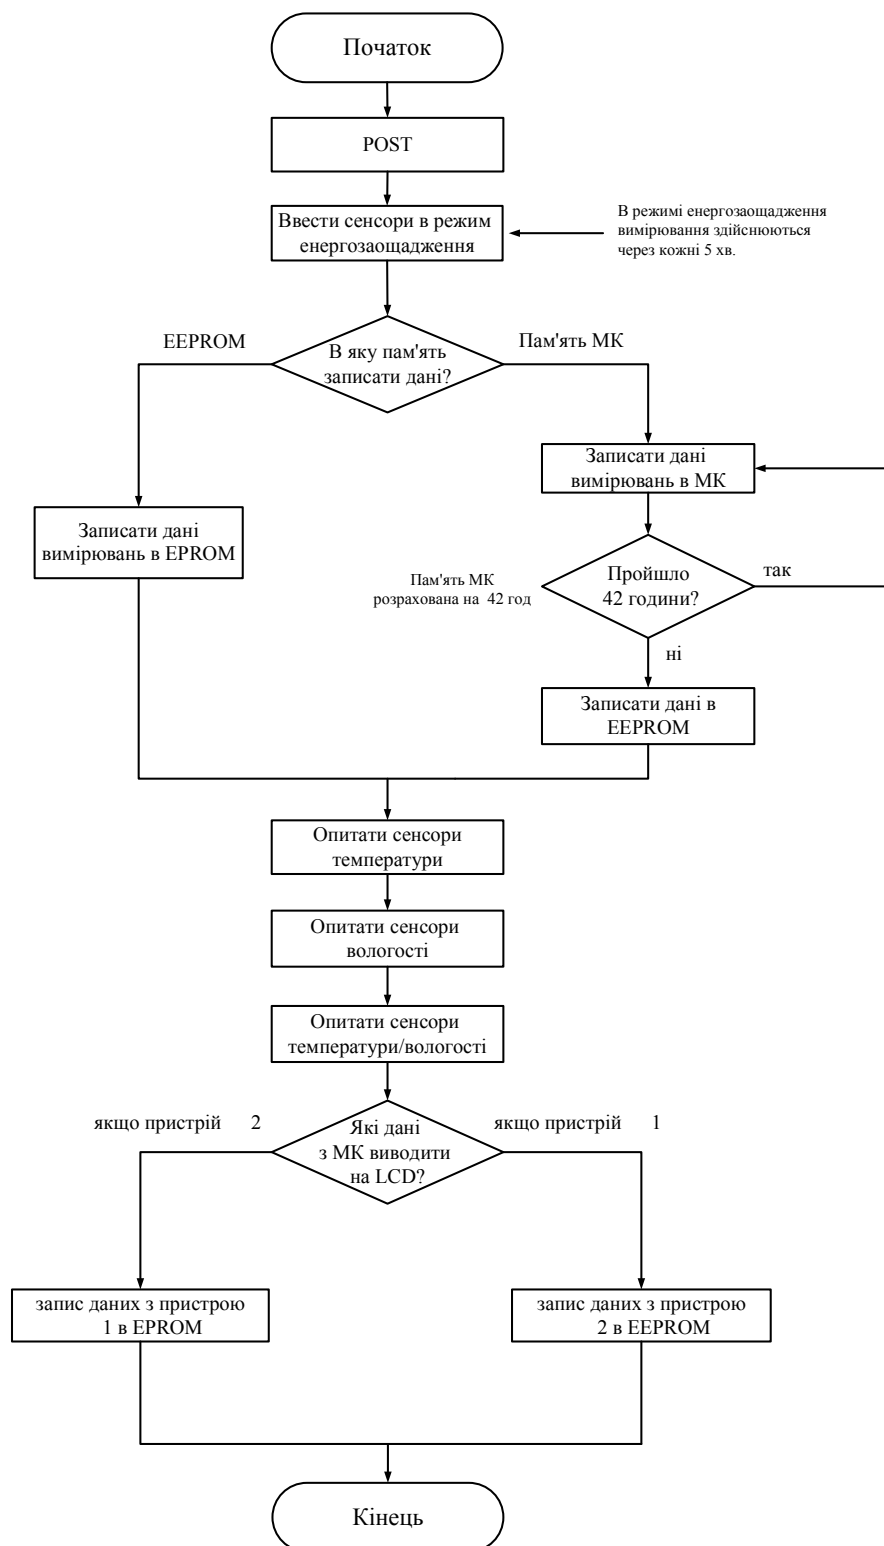 Початок
POST
Ввести сенсори в режим
енергозаощадження
В режимі енергозаощадження
вимірювання здійснюються
через кожні 5 хв.
EEPROM
В яку пам'ять
записати дані?
Пам'ять МК
Записати дані
вимірювань в МК
Записати дані
вимірювань в EPROM
Пам'ять МК
розрахована на 42 год
Пройшло
42 години?
так
ні
Записати дані в
EEPROM
Опитати сенсори
температури
Опитати сенсори
вологості
Опитати сенсори
температури/вологості
якщо пристрій 2
Які дані
з МК виводити
на LCD?
якщо пристрій 1
запис даних з пристрою
1 в EPROM
запис даних з пристрою
2 в EEPROM
Кінець